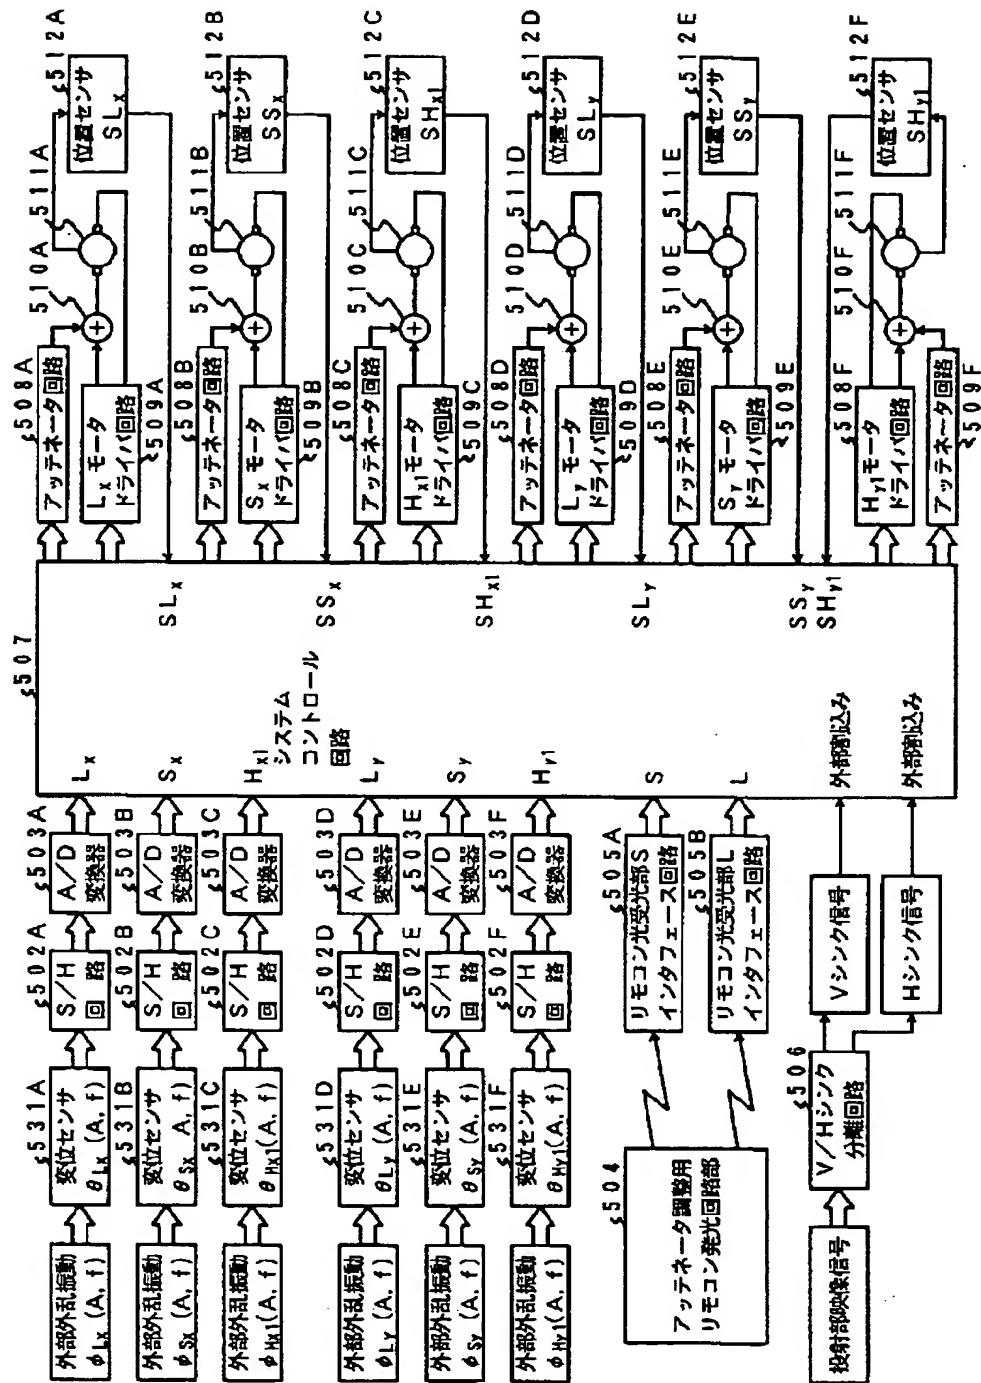 外部外乱振動
φLx (A, f)
外部外乱振動
φSx (A, f)
外部外乱振動
φHx1(A, f)
外部外乱振動
φLy (A, f)
外部外乱振動
φSy (A, f)
外部外乱振動
φHy1(A, f)
531A
変位センサ
θLx (A, f)
531B
変位センサ
θSx A, f)
531C
変位センサ
θHx1(A, f)
531D
変位センサ
θLy (A, f)
531E
変位センサ
θSy (A, f)
531F
変位センサ
θHy1(A, f)
502A
S/H
回 路
502B
S/H
回 路
502C
S/H
回 路
502D
S/H
回 路
502E
S/H
回 路
502F
S/H
回 路
503A
A/D
変換器
503B
A/D
変換器
503C
A/D
変換器
503D
A/D
変換器
503E
A/D
変換器
503F
A/D
変換器
504
アッテネータ調整用
リモコン発光回路部
505A
リモコン光受光部S
インタフェース回路
505B
リモコン光受光部L
インタフェース回路
投射部映像信号
506
V/Hシンク
分離回路
Vシンク信号
Hシンク信号
507
Lx
Sx
Hx1
システム
コントロール
回路
Ly
Sy
Hy1
S
L
外部割込み
外部割込み
SLx
SSx
SHx1
SLy
SSy
SHy1
508A
アッテネータ回路
Lx モータ
ドライバ回路
509A
510A
511A
512A
位置センサ
SLx
508B
アッテネータ回路
Sx モータ
ドライバ回路
509B
510B
511B
512B
位置センサ
SSx
508C
アッテネータ回路
Hx1モータ
ドライバ回路
509C
510C
511C
512C
位置センサ
SHx1
508D
アッテネータ回路
Ly モータ
ドライバ回路
509D
510D
511D
512D
位置センサ
SLy
508E
アッテネータ回路
Sy モータ
ドライバ回路
509E
510E
511E
512E
位置センサ
SSy
508F
Hy1モータ
ドライバ回路
アッテネータ回路
509F
510F
511F
512F
位置センサ
SHy1